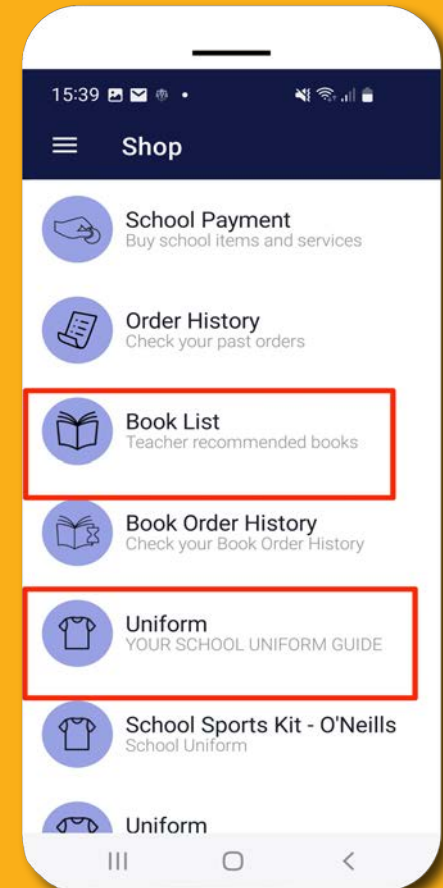 15:39
Shop
School Payment
Buy school items and services
Order History
Check your past orders
Book List
Teacher recommended books
Book Order History
Check your Book Order History
Uniform
YOUR SCHOOL UNIFORM GUIDE
School Sports Kit - O'Neills
School Uniform
Uniform